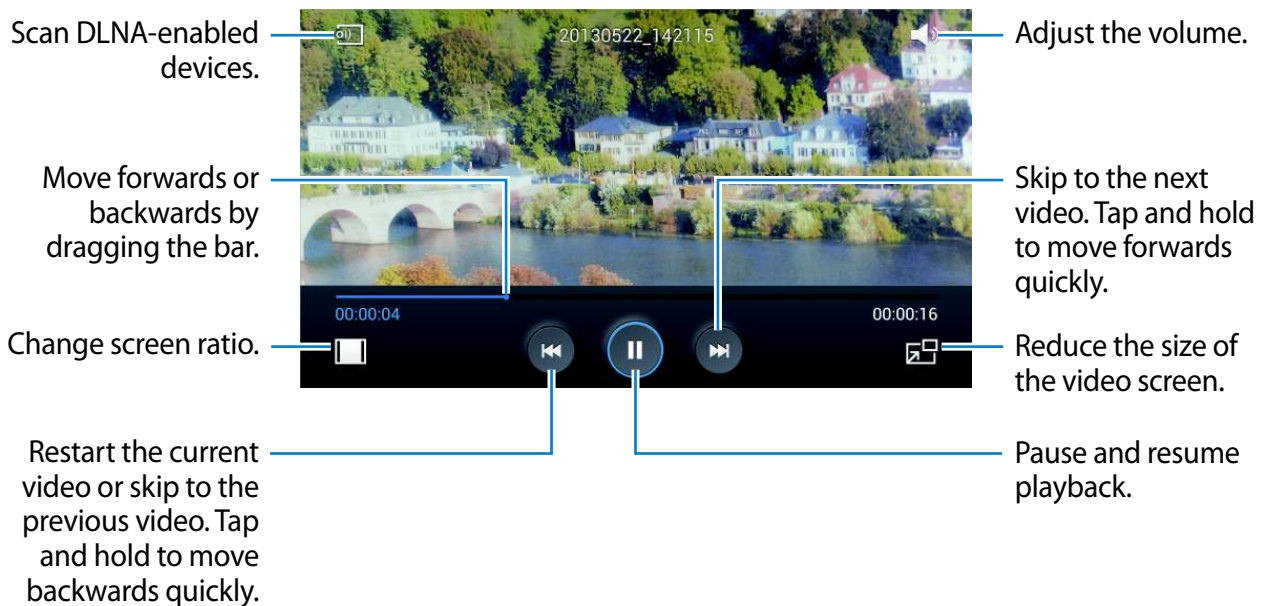 Scan DLNA-enabled
devices.
20130522_142115
Adjust the volume.
Move forwards or
backwards by
dragging the bar.
Skip to the next
video. Tap and hold
to move forwards
quickly.
00:00:04
00:00:16
Change screen ratio.
Reduce the size of
the video screen.
Restart the current
video or skip to the
previous video. Tap
and hold to move
backwards quickly.
Pause and resume
playback.